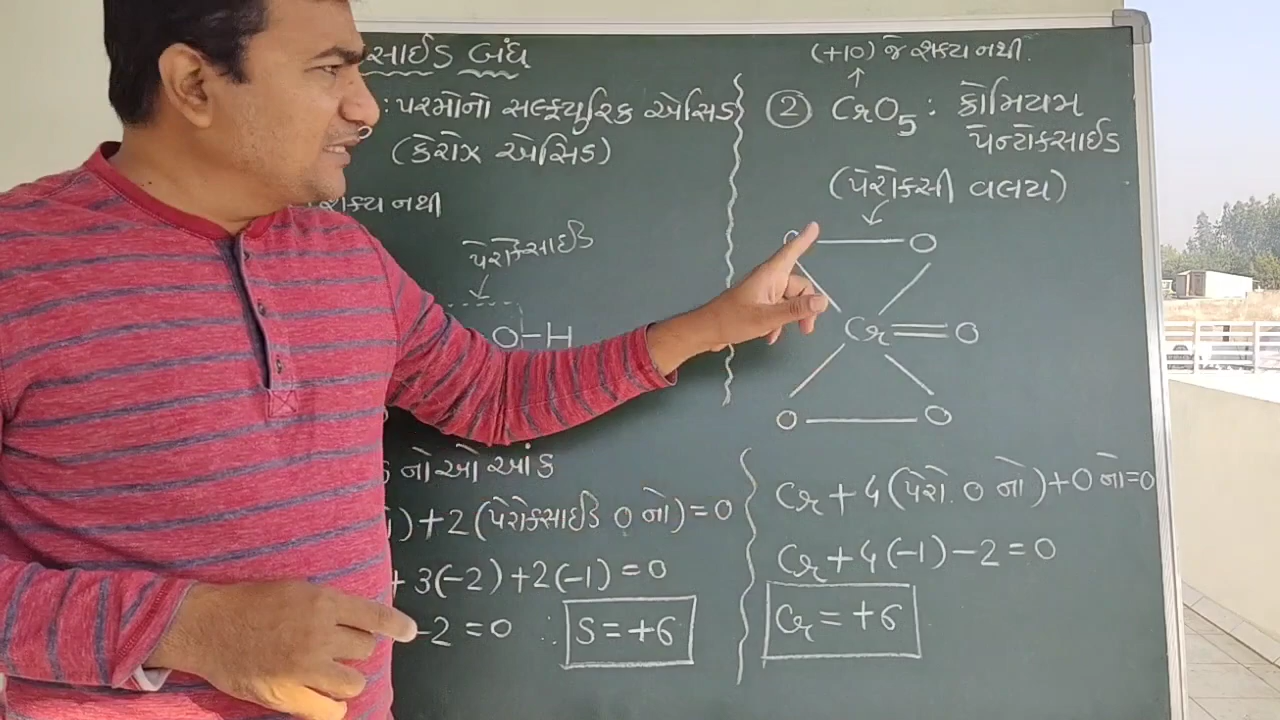 સાઈડ બંધ
: પરમોનો સલ્ફ્યુરિક એસિડ
(કેરોઝ એસિડ)
શક્ય નથી
પેરોક્સાઈડ
O–H
નો ઓ આંક
) + 2 (પેરોક્સાઈડ O નો) = 0
+ 3(-2) + 2(-1) = 0
-2 = 0 ∴ S = +6
(+10) જે શક્ય નથી.
② CrO₅ : ક્રોમિયમ
પેન્ટોક્સાઈડ
(પેરોક્સી વલય)
O
Cr = O
O O
Cr + 4 (પેરો. O નો) + O નો = 0
Cr + 4(-1) - 2 = 0
Cr = +6